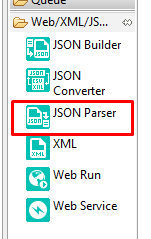 Queue
Web/XML/JS...
JSON Builder
JSON
Converter
JSON Parser
XML
Web Run
Web Service